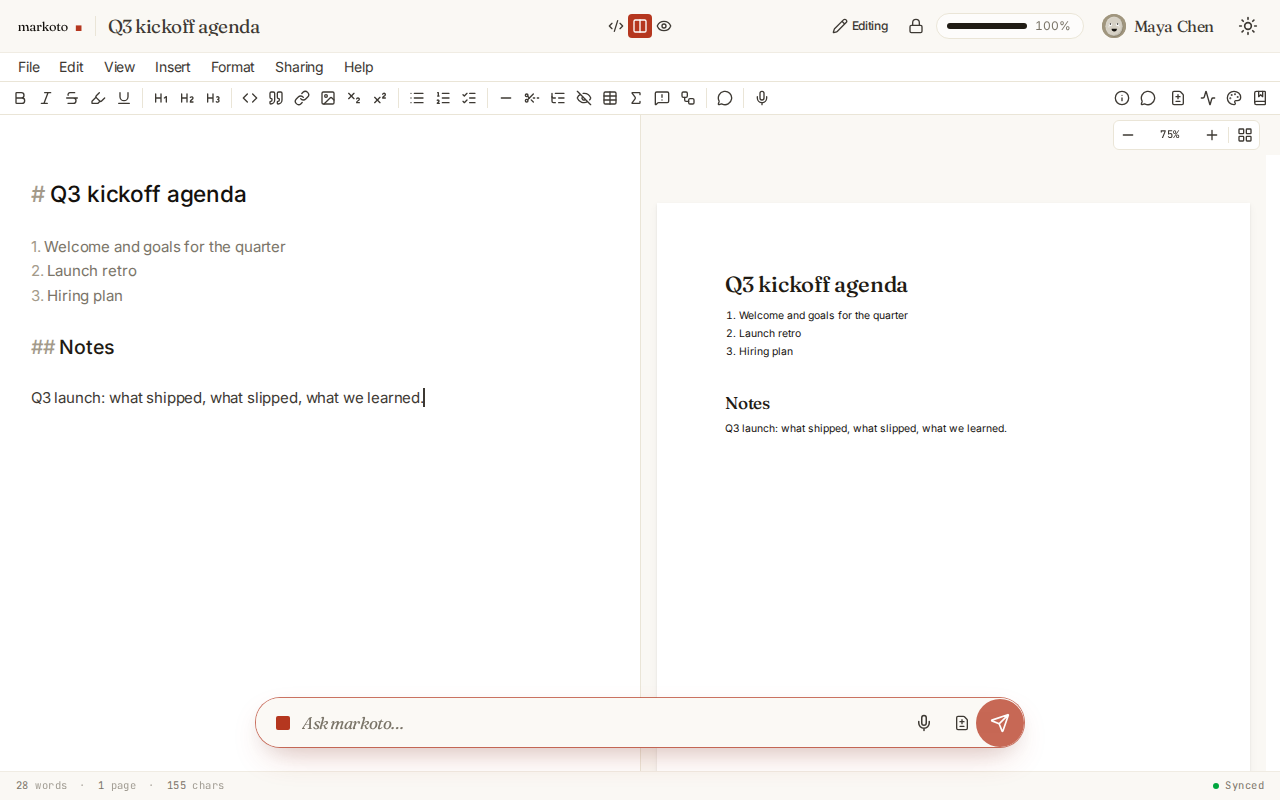 markoto
Q3 kickoff agenda
Editing
100%
Maya Chen
File Edit View Insert Format Sharing Help
H1 H2 H3
x2 x2
75%
# Q3 kickoff agenda
1. Welcome and goals for the quarter
2. Launch retro
3. Hiring plan
## Notes
Q3 launch: what shipped, what slipped, what we learned.
Q3 kickoff agenda
1. Welcome and goals for the quarter
2. Launch retro
3. Hiring plan
Notes
Q3 launch: what shipped, what slipped, what we learned.
Ask markoto...
28 words · 1 page · 155 chars
Synced